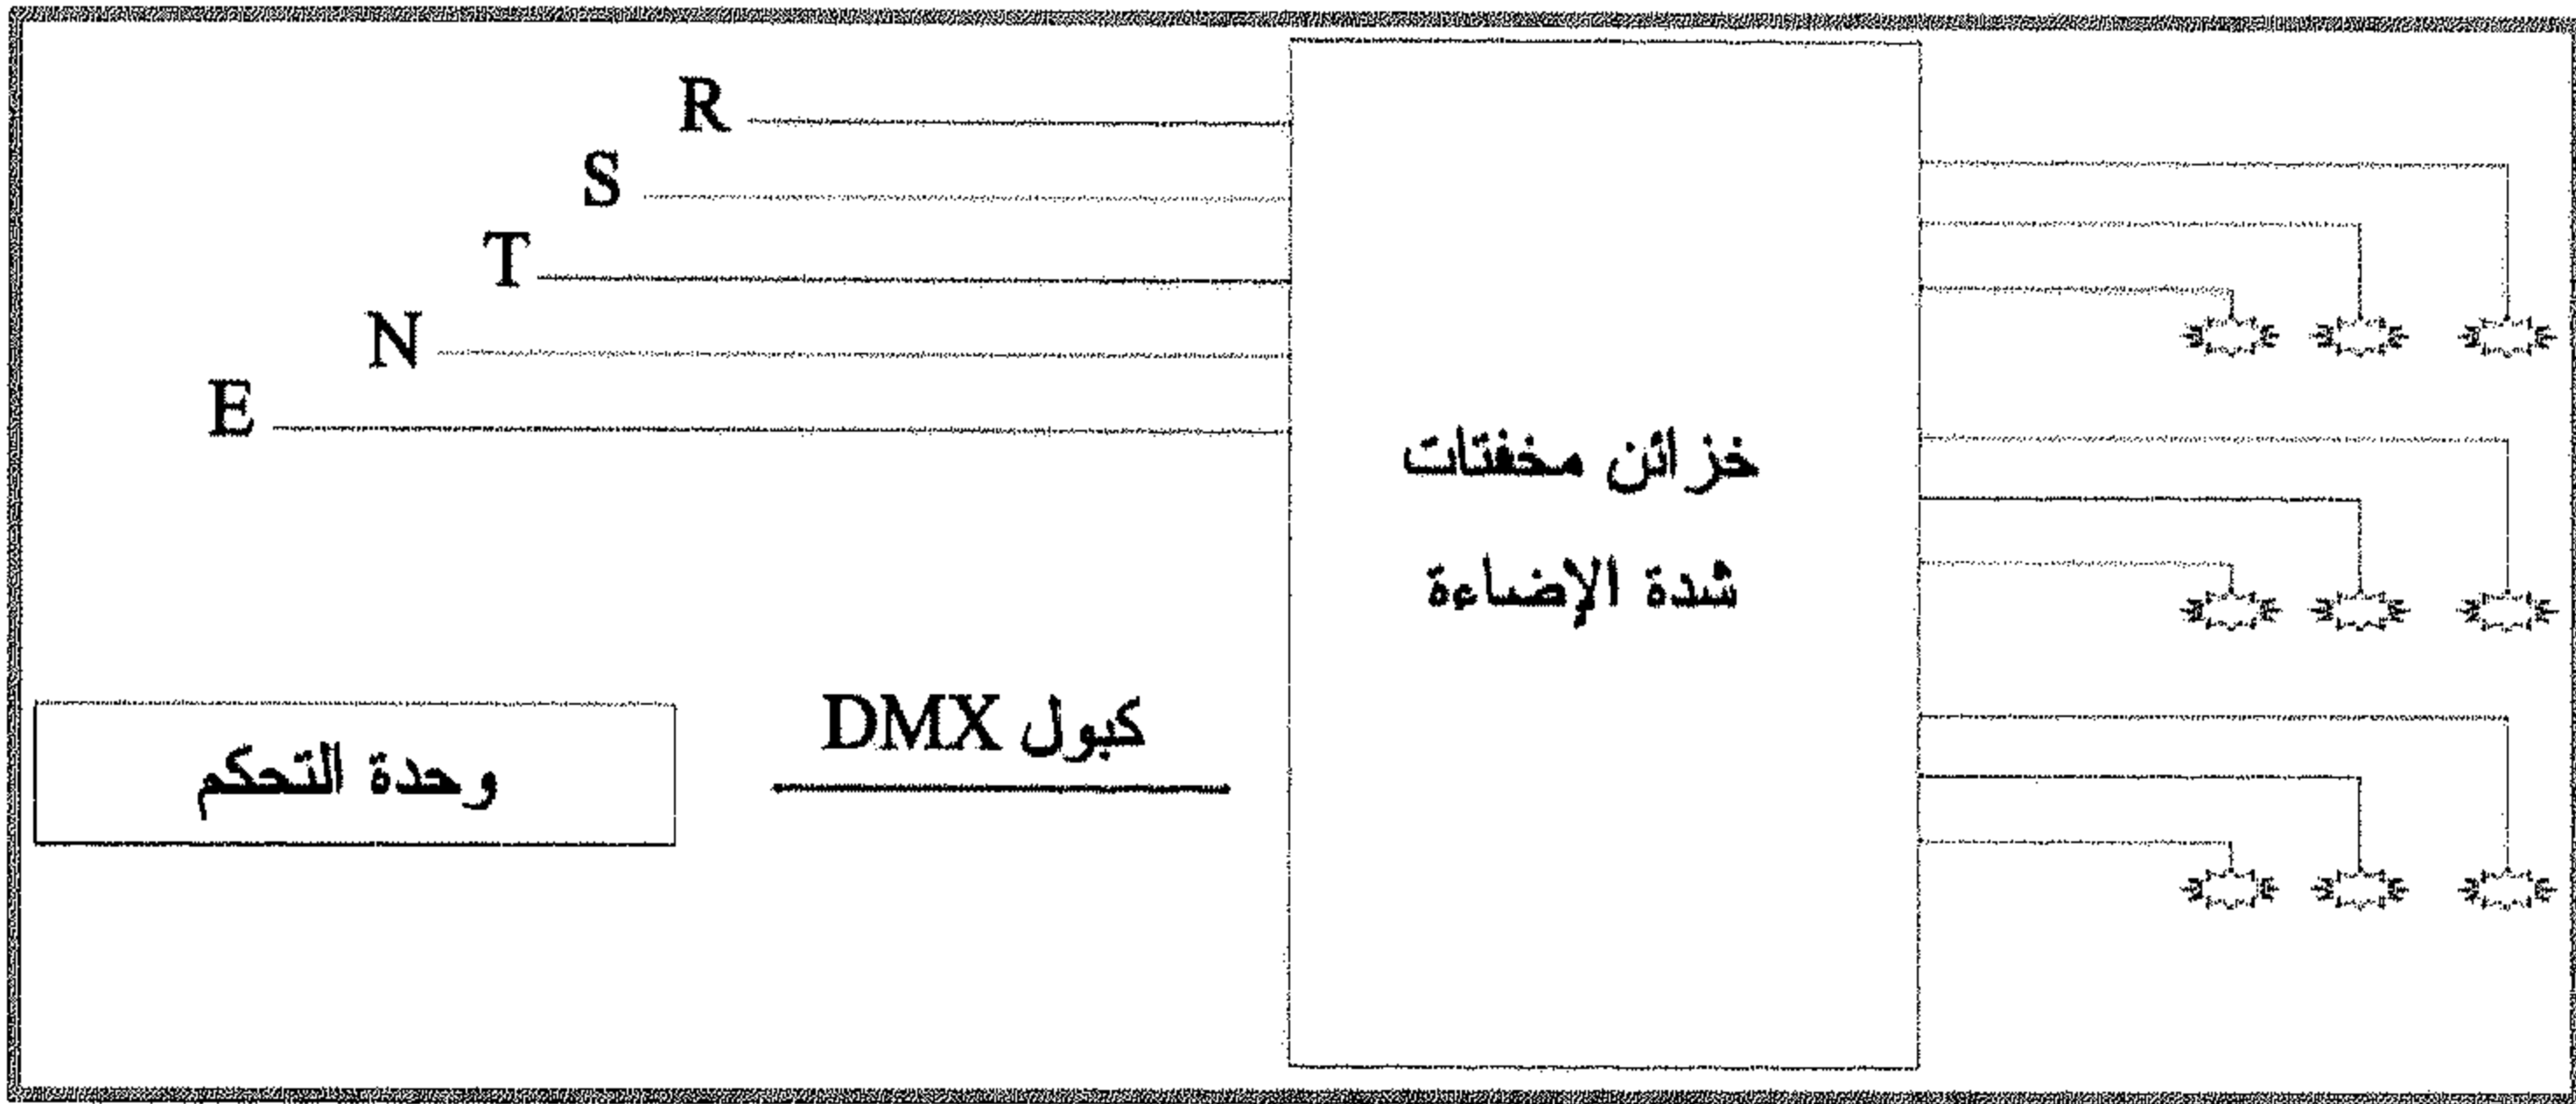 R
S
T
N
E
خزائن مخفتات
شدة الإضاءة
كبول DMX
وحدة التحكم